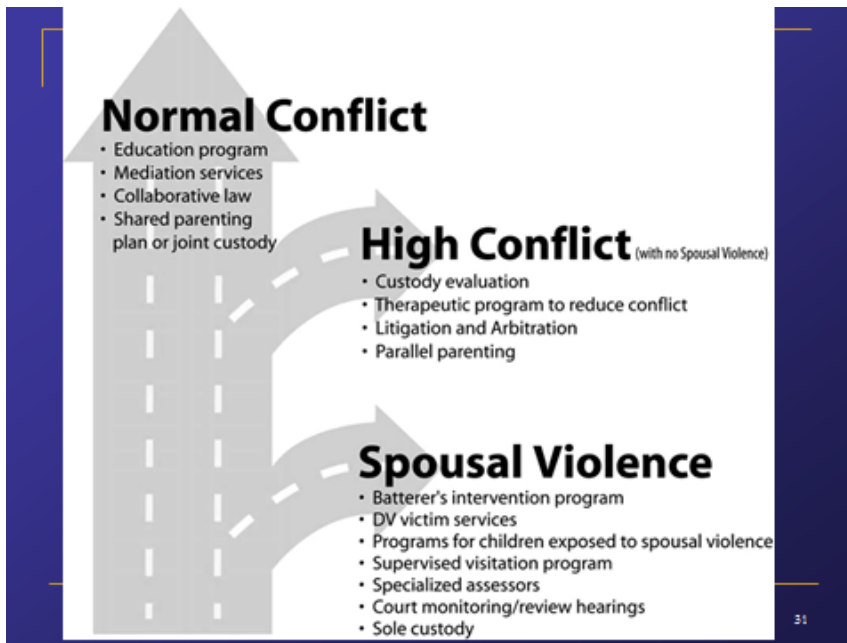 Normal Conflict
• Education program
• Mediation services
• Collaborative law
• Shared parenting
plan or joint custody
High Conflict (with no Spousal Violence)
• Custody evaluation
• Therapeutic program to reduce conflict
• Litigation and Arbitration
• Parallel parenting
Spousal Violence
• Batterer's intervention program
• DV victim services
• Programs for children exposed to spousal violence
• Supervised visitation program
• Specialized assessors
• Court monitoring/review hearings
• Sole custody
31